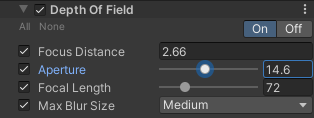 Depth Of Field
All None
On Off
Focus Distance 2.66
Aperture 14.6
Focal Length 72
Max Blur Size Medium